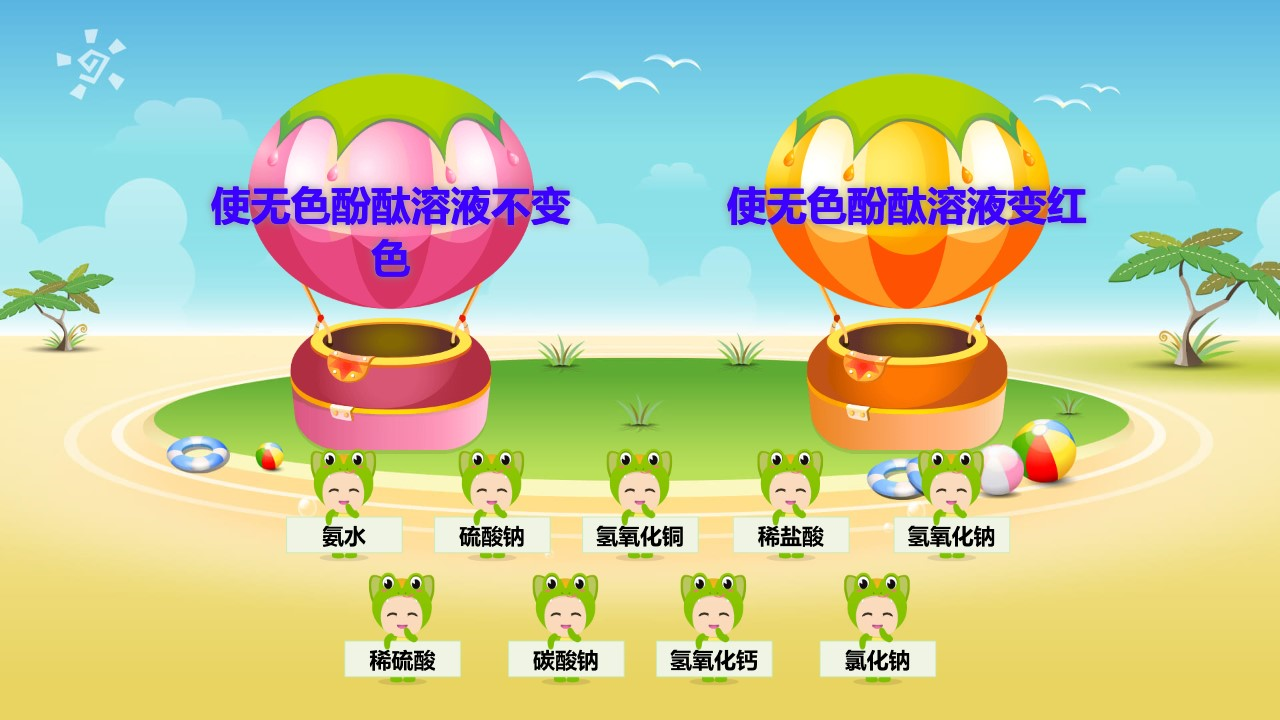 使无色酚酞溶液不变
色
使无色酚酞溶液变红
氨水
硫酸钠
氢氧化铜
稀盐酸
氢氧化钠
稀硫酸
碳酸钠
氢氧化钙
氯化钠